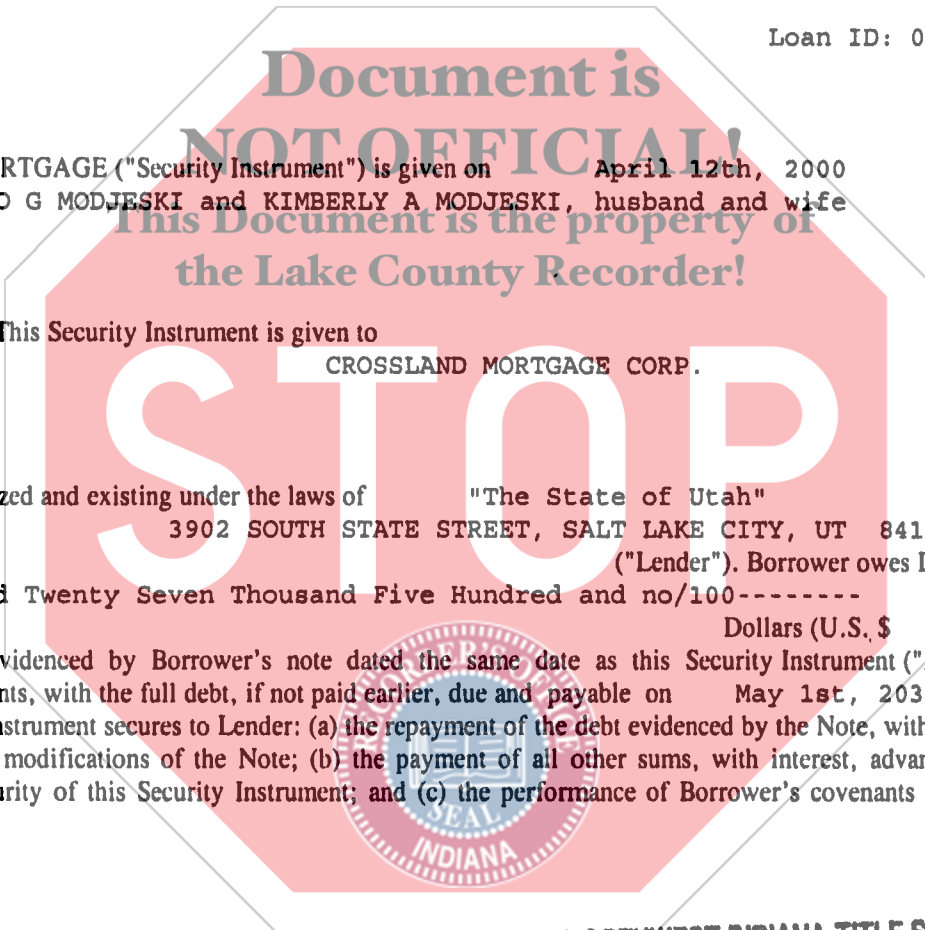 Loan ID: 0
Document is
NOT OFFICIAL!
RTGAGE ("Security Instrument") is given on April 12th, 2000
G MODJESKI and KIMBERLY A MODJESKI, husband and wife
This Document is the property of
the Lake County Recorder!
This Security Instrument is given to
CROSSLAND MORTGAGE CORP.
STOP
zed and existing under the laws of "The State of Utah"
3902 SOUTH STATE STREET, SALT LAKE CITY, UT 841
("Lender"). Borrower owes
Twenty Seven Thousand Five Hundred and no/100--------
Dollars (U.S. $
videnced by Borrower's note dated the same date as this Security Instrument ("
nts, with the full debt, if not paid earlier, due and payable on May 1st, 203
strument secures to Lender: (a) the repayment of the debt evidenced by the Note, with
modifications of the Note; (b) the payment of all other sums, with interest, advan
urity of this Security Instrument; and (c) the performance of Borrower's covenants
RECORDER'S OFFICE
SEAL
INDIANA
INDIANA TITLE S